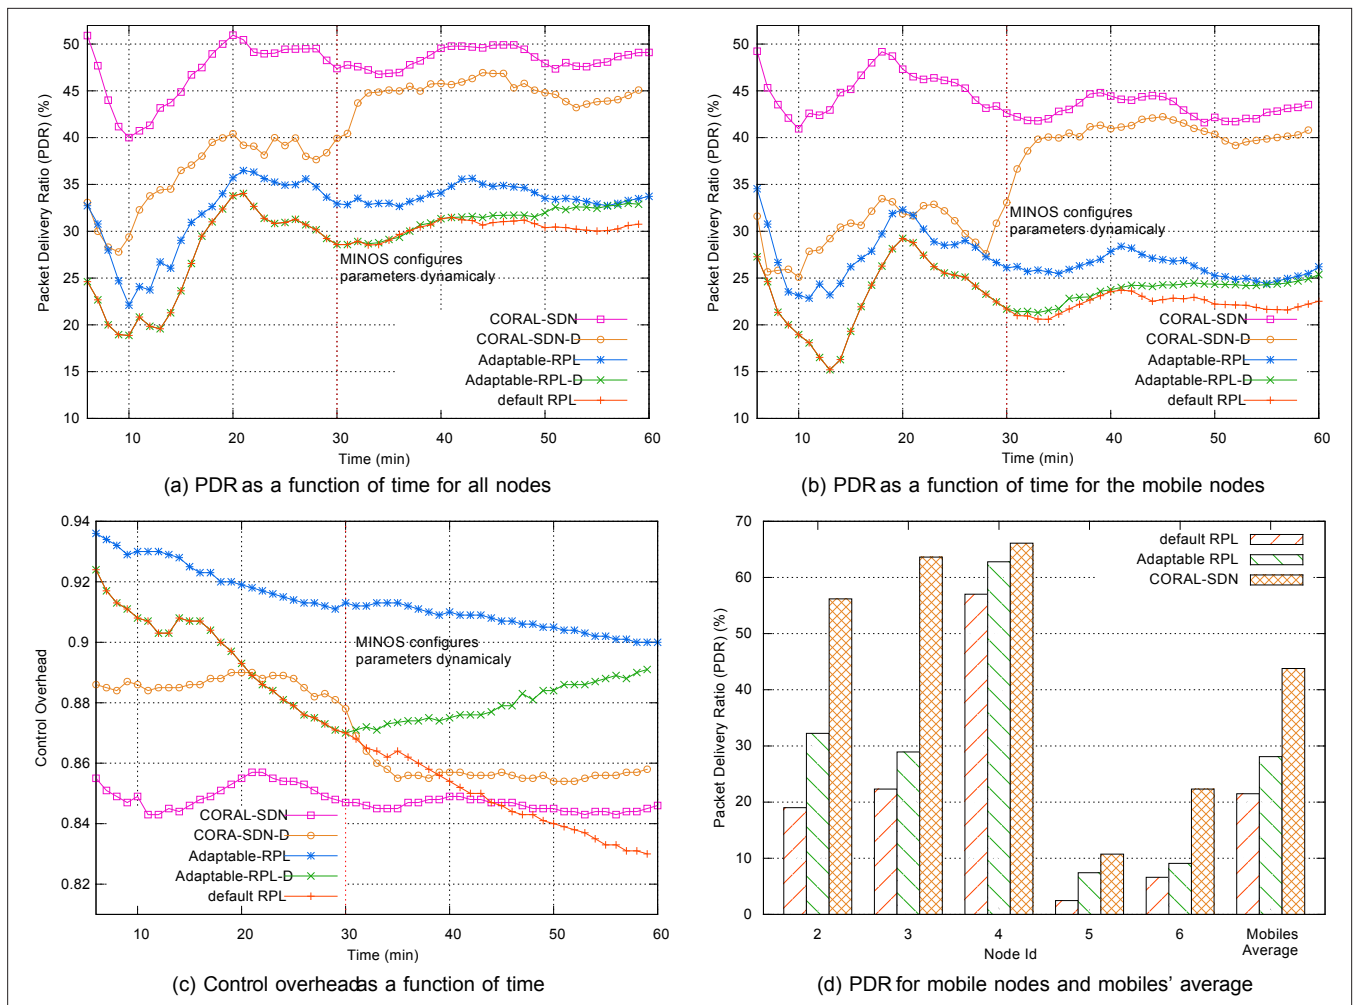 50
45
40
35
30
25
20
15
10
Packet Delivery Ratio (PDR) (%)
MINOS configures
parameters dynamicaly
CORAL-SDN
CORAL-SDN-D
Adaptable-RPL
Adaptable-RPL-D
default RPL
10 20 30 40 50 60
Time (min)
(a) PDR as a function of time for all nodes
50
45
40
35
30
25
20
15
10
Packet Delivery Ratio (PDR) (%)
MINOS configures
parameters dynamicaly
CORAL-SDN
CORAL-SDN-D
Adaptable-RPL
Adaptable-RPL-D
default RPL
10 20 30 40 50 60
Time (min)
(b) PDR as a function of time for the mobile nodes
0.94
0.92
0.9
0.88
0.86
0.84
0.82
Control Overhead
MINOS configures
parameters dynamicaly
CORAL-SDN
CORA-SDN-D
Adaptable-RPL
Adaptable-RPL-D
default RPL
10 20 30 40 50 60
Time (min)
(c) Control overhead as a function of time
70
60
50
40
30
20
10
0
Packet Delivery Ratio (PDR) (%)
default RPL
Adaptable RPL
CORAL-SDN
2 3 4 5 6 Mobiles
Average
Node Id
(d) PDR for mobile nodes and mobiles' average